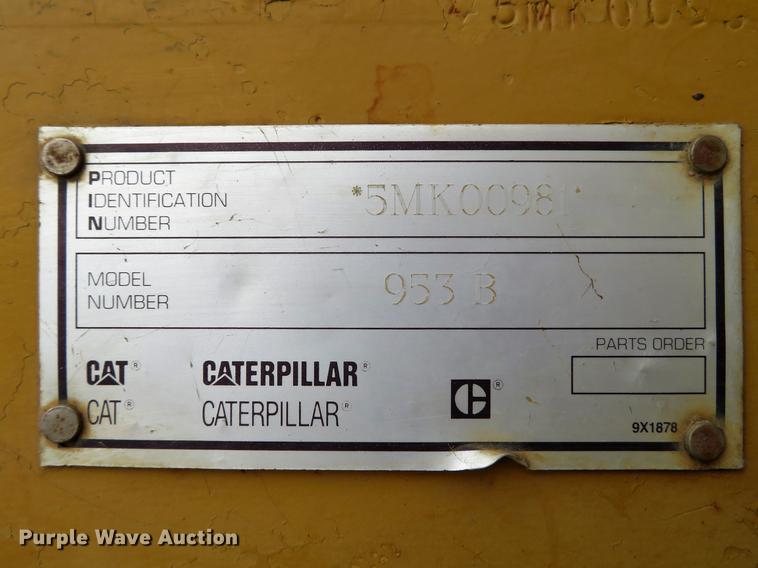 PRODUCT
IDENTIFICATION
NUMBER
*5MK00981
MODEL
NUMBER
953 B
PARTS ORDER
CAT®
CATERPILLAR®
CAT®
CATERPILLAR®
C®
9X1878
Purple Wave Auction